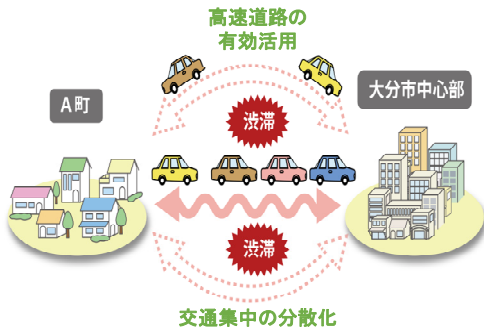 高速道路の
有効活用
A町
大分市中心部
渋滞
渋滞
交通集中の分散化